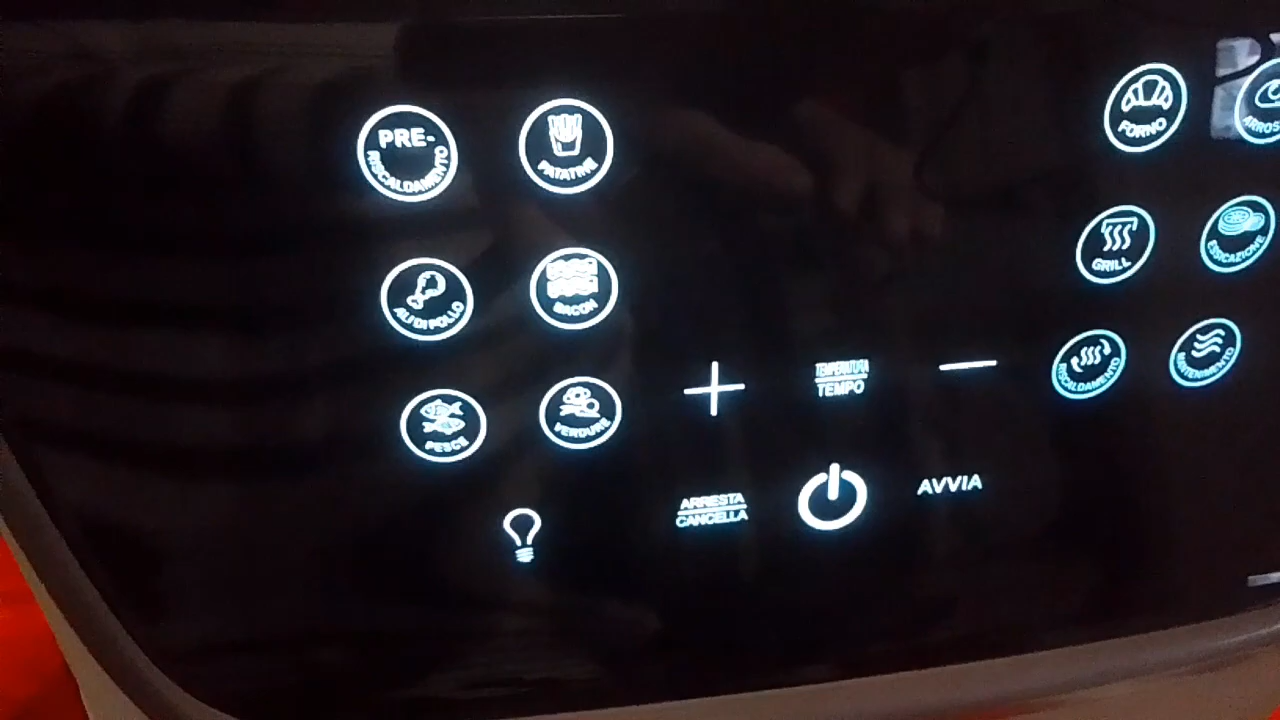 PRE-
RISCALDAMENTO
PATATINE
FORNO
ALI DI POLLO
BACON
GRILL
ESSICAZIONE
PESCE
VERDURE
TEMPERATURA
TEMPO
RISCALDAMENTO
MANTENIMENTO
ARRESTA
CANCELLA
AVVIA